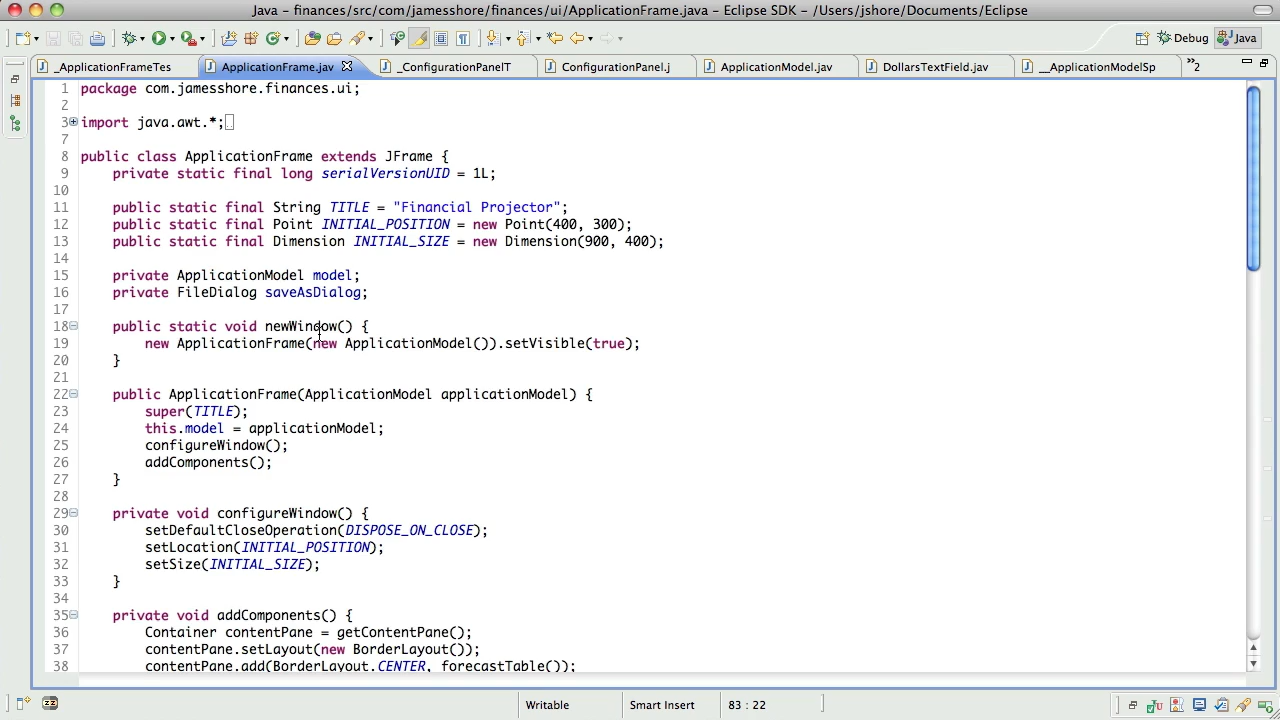 Java - finances/src/com/jamesshore/finances/ui/ApplicationFrame.java - Eclipse SDK - /Users/jshore/Documents/Eclipse
Debug
Java
_ApplicationFrameTes
ApplicationFrame.jav
_ConfigurationPanelT
ConfigurationPanel.j
ApplicationModel.jav
DollarsTextField.jav
__ApplicationModelSp
»2
1 package com.jamesshore.finances.ui;
2
3 import java.awt.*;
7
8 public class ApplicationFrame extends JFrame {
9 private static final long serialVersionUID = 1L;
10
11 public static final String TITLE = "Financial Projector";
12 public static final Point INITIAL_POSITION = new Point(400, 300);
13 public static final Dimension INITIAL_SIZE = new Dimension(900, 400);
14
15 private ApplicationModel model;
16 private FileDialog saveAsDialog;
17
18 public static void newWindow() {
19 new ApplicationFrame(new ApplicationModel()).setVisible(true);
20 }
21
22 public ApplicationFrame(ApplicationModel applicationModel) {
23 super(TITLE);
24 this.model = applicationModel;
25 configureWindow();
26 addComponents();
27 }
28
29 private void configureWindow() {
30 setDefaultCloseOperation(DISPOSE_ON_CLOSE);
31 setLocation(INITIAL_POSITION);
32 setSize(INITIAL_SIZE);
33 }
34
35 private void addComponents() {
36 Container contentPane = getContentPane();
37 contentPane.setLayout(new BorderLayout());
38 contentPane.add(BorderLayout.CENTER, forecastTable());
Writable
Smart Insert
83 : 22